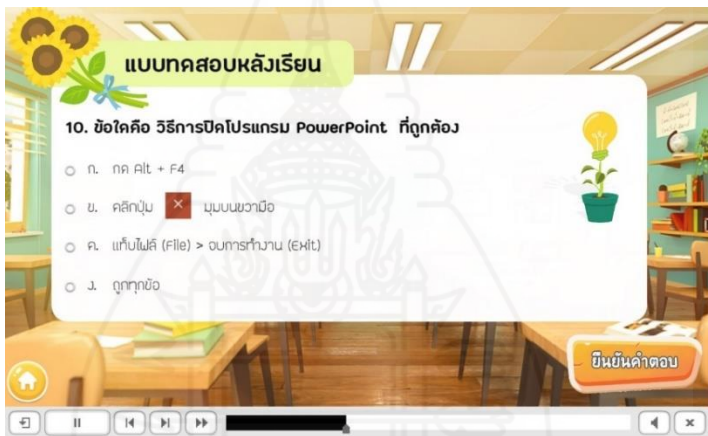 แบบทดสอบหลังเรียน
10. ข้อใดคือ วิธีการปิดโปรแกรม PowerPoint ที่ถูกต้อง
ก. กด Alt + F4
ข. คลิกปุ่ม × มุมบนขวามือ
ค. แท็บไฟล์ (File) > จบการทำงาน (Exit)
ง. ถูกทุกข้อ
ยืนยันคำตอบ